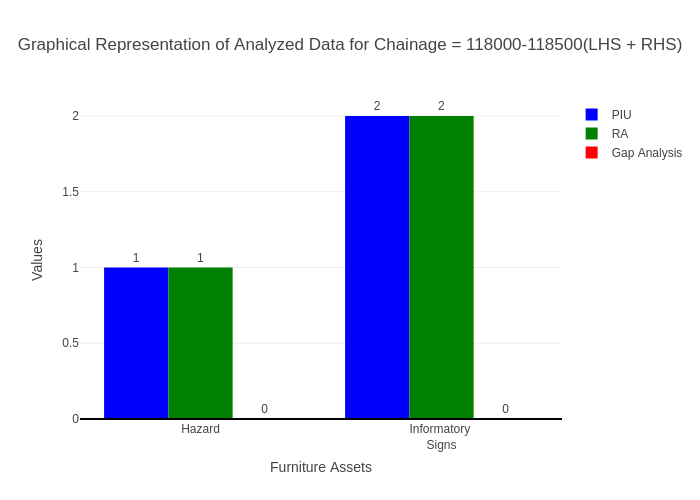 Graphical Representation of Analyzed Data for Chainage = 118000-118500(LHS + RHS)
PIU
RA
Gap Analysis
Values
2
1.5
1
0.5
0
1
1
0
2
2
0
Hazard
Informatory
Signs
Furniture Assets